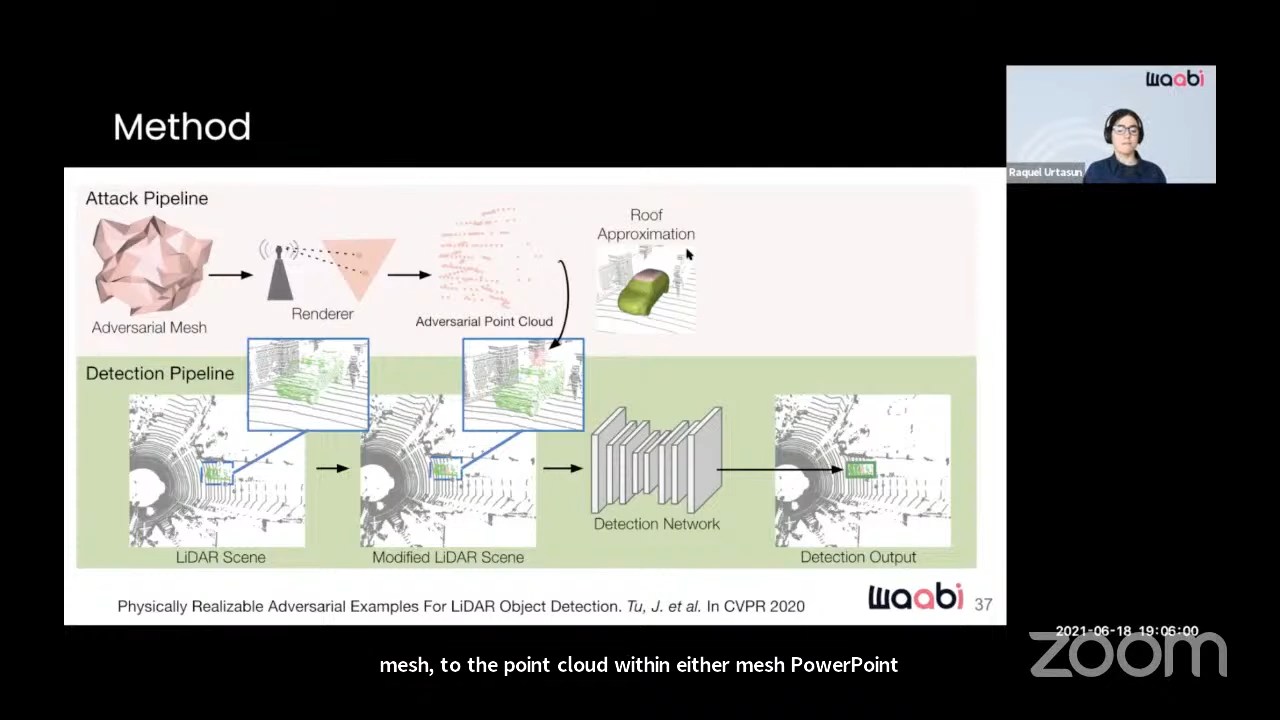 waabi
Method
Raquel Urtasun
Attack Pipeline
Roof
Approximation
Renderer
Adversarial Mesh
Adversarial Point Cloud
Detection Pipeline
Detection Network
LiDAR Scene
Modified LiDAR Scene
Detection Output
Physically Realizable Adversarial Examples For LiDAR Object Detection. Tu, J. et al. In CVPR 2020
waabi 37
2021-06-18 19:06:00
zoom
mesh, to the point cloud within either mesh PowerPoint